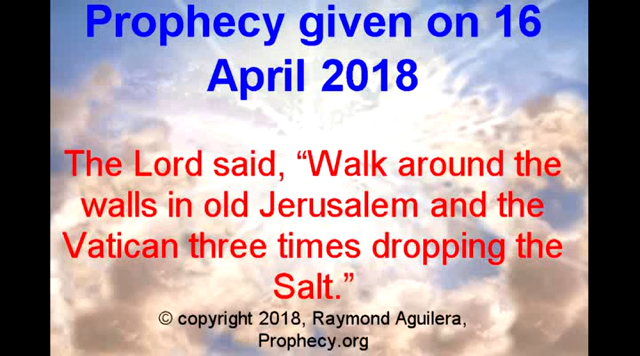 Prophecy given on 16
April 2018
The Lord said, “Walk around the
walls in old Jerusalem and the
Vatican three times dropping the
Salt.”
© copyright 2018, Raymond Aguilera,
Prophecy.org